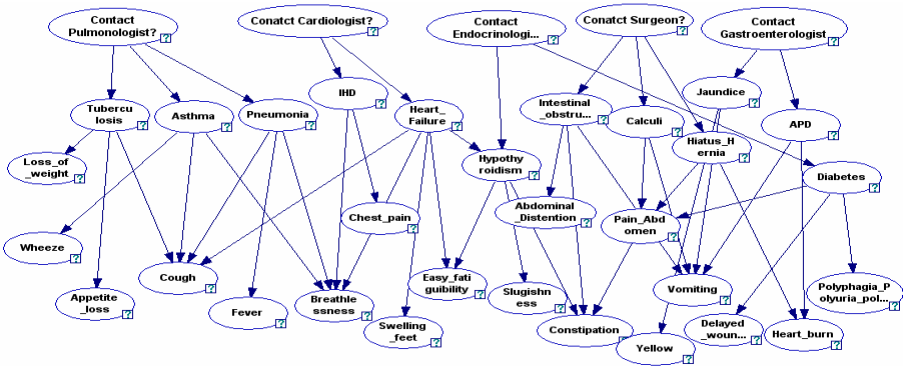 Contact
Pulmonologist?
?
Conatct Cardiologist?
?
Contact
Endocrinologi...
?
Conatct Surgeon?
?
Contact
Gastroenterologist
?
Tubercu
losis
?
Asthma
?
Pneumonia
?
IHD
?
Heart_
Failure
?
Intestinal
_obstru...
?
Calculi
?
Jaundice
?
APD
?
Loss_of
_weight
?
Hypothy
roidism
?
Hiatus_H
ernia
?
Diabetes
?
Wheeze
?
Chest_pain
?
Abdominal
_Distention
?
Pain_Abd
omen
?
Cough
?
Appetite
_loss
?
Fever
?
Breathle
ssness
?
Easy_fati
guibility
?
Slugishn
ess
?
Vomiting
?
Polyphagia_P
olyuria_pol...
?
Swelling
_feet
?
Constipation
?
Yellow
?
Delayed
_woun...
?
Heart_burn
?